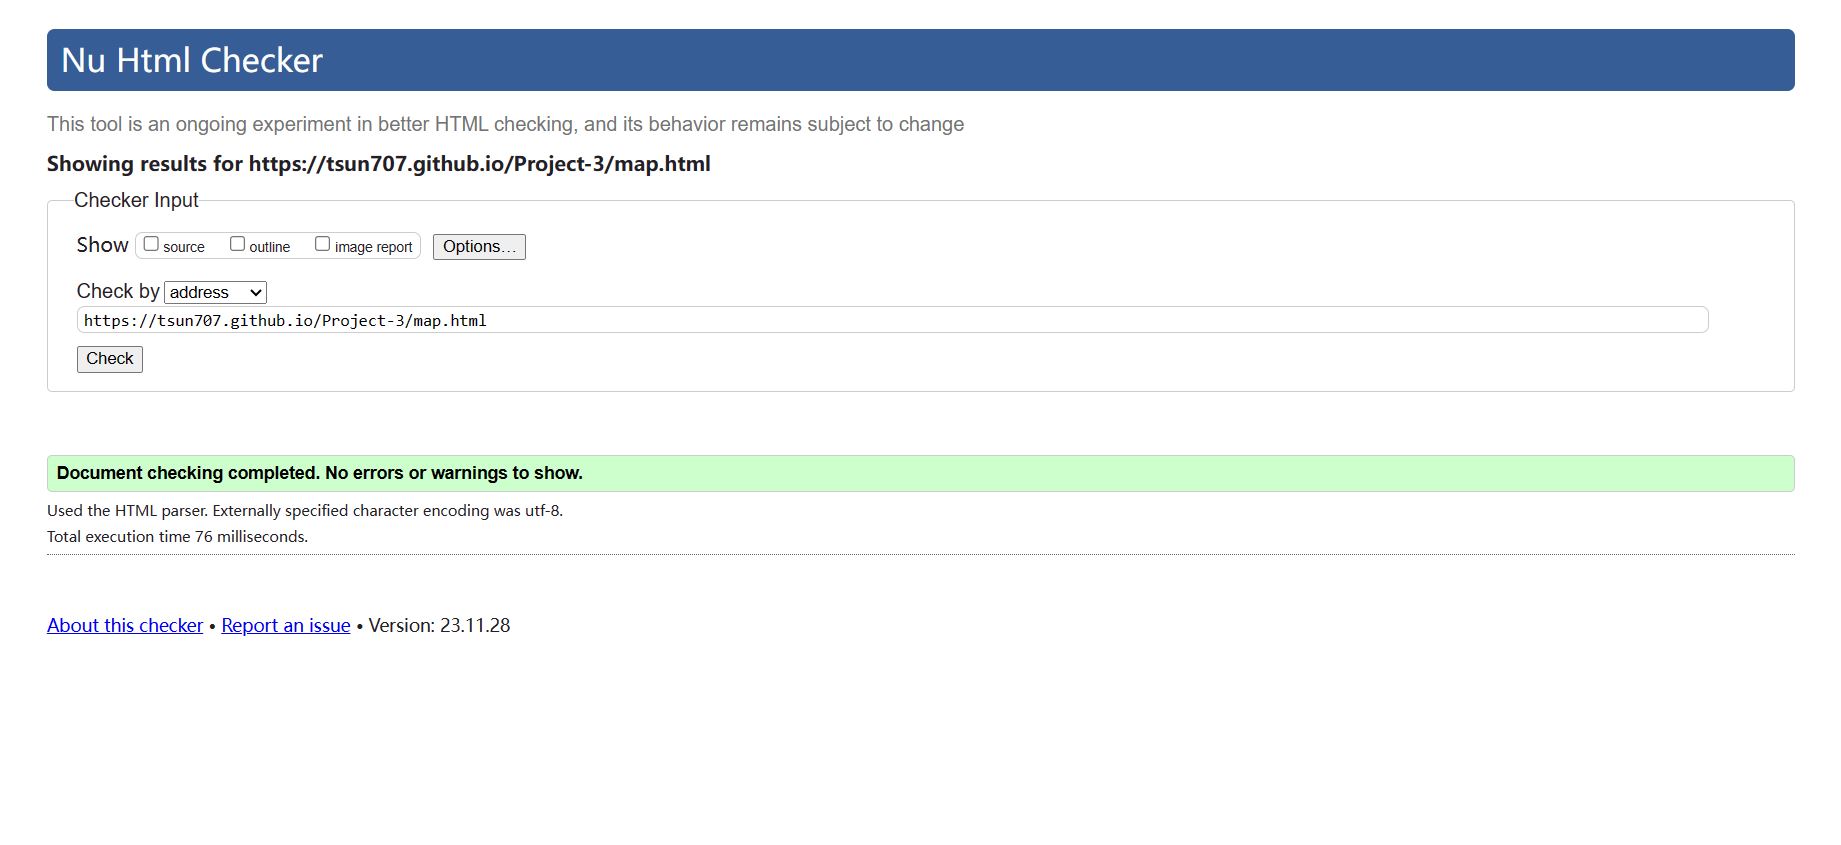 Nu Html Checker
This tool is an ongoing experiment in better HTML checking, and its behavior remains subject to change
Showing results for https://tsun707.github.io/Project-3/map.html
Checker Input
Show source outline image report Options...
Check by address
https://tsun707.github.io/Project-3/map.html
Check
Document checking completed. No errors or warnings to show.
Used the HTML parser. Externally specified character encoding was utf-8.
Total execution time 76 milliseconds.
About this checker • Report an issue • Version: 23.11.28